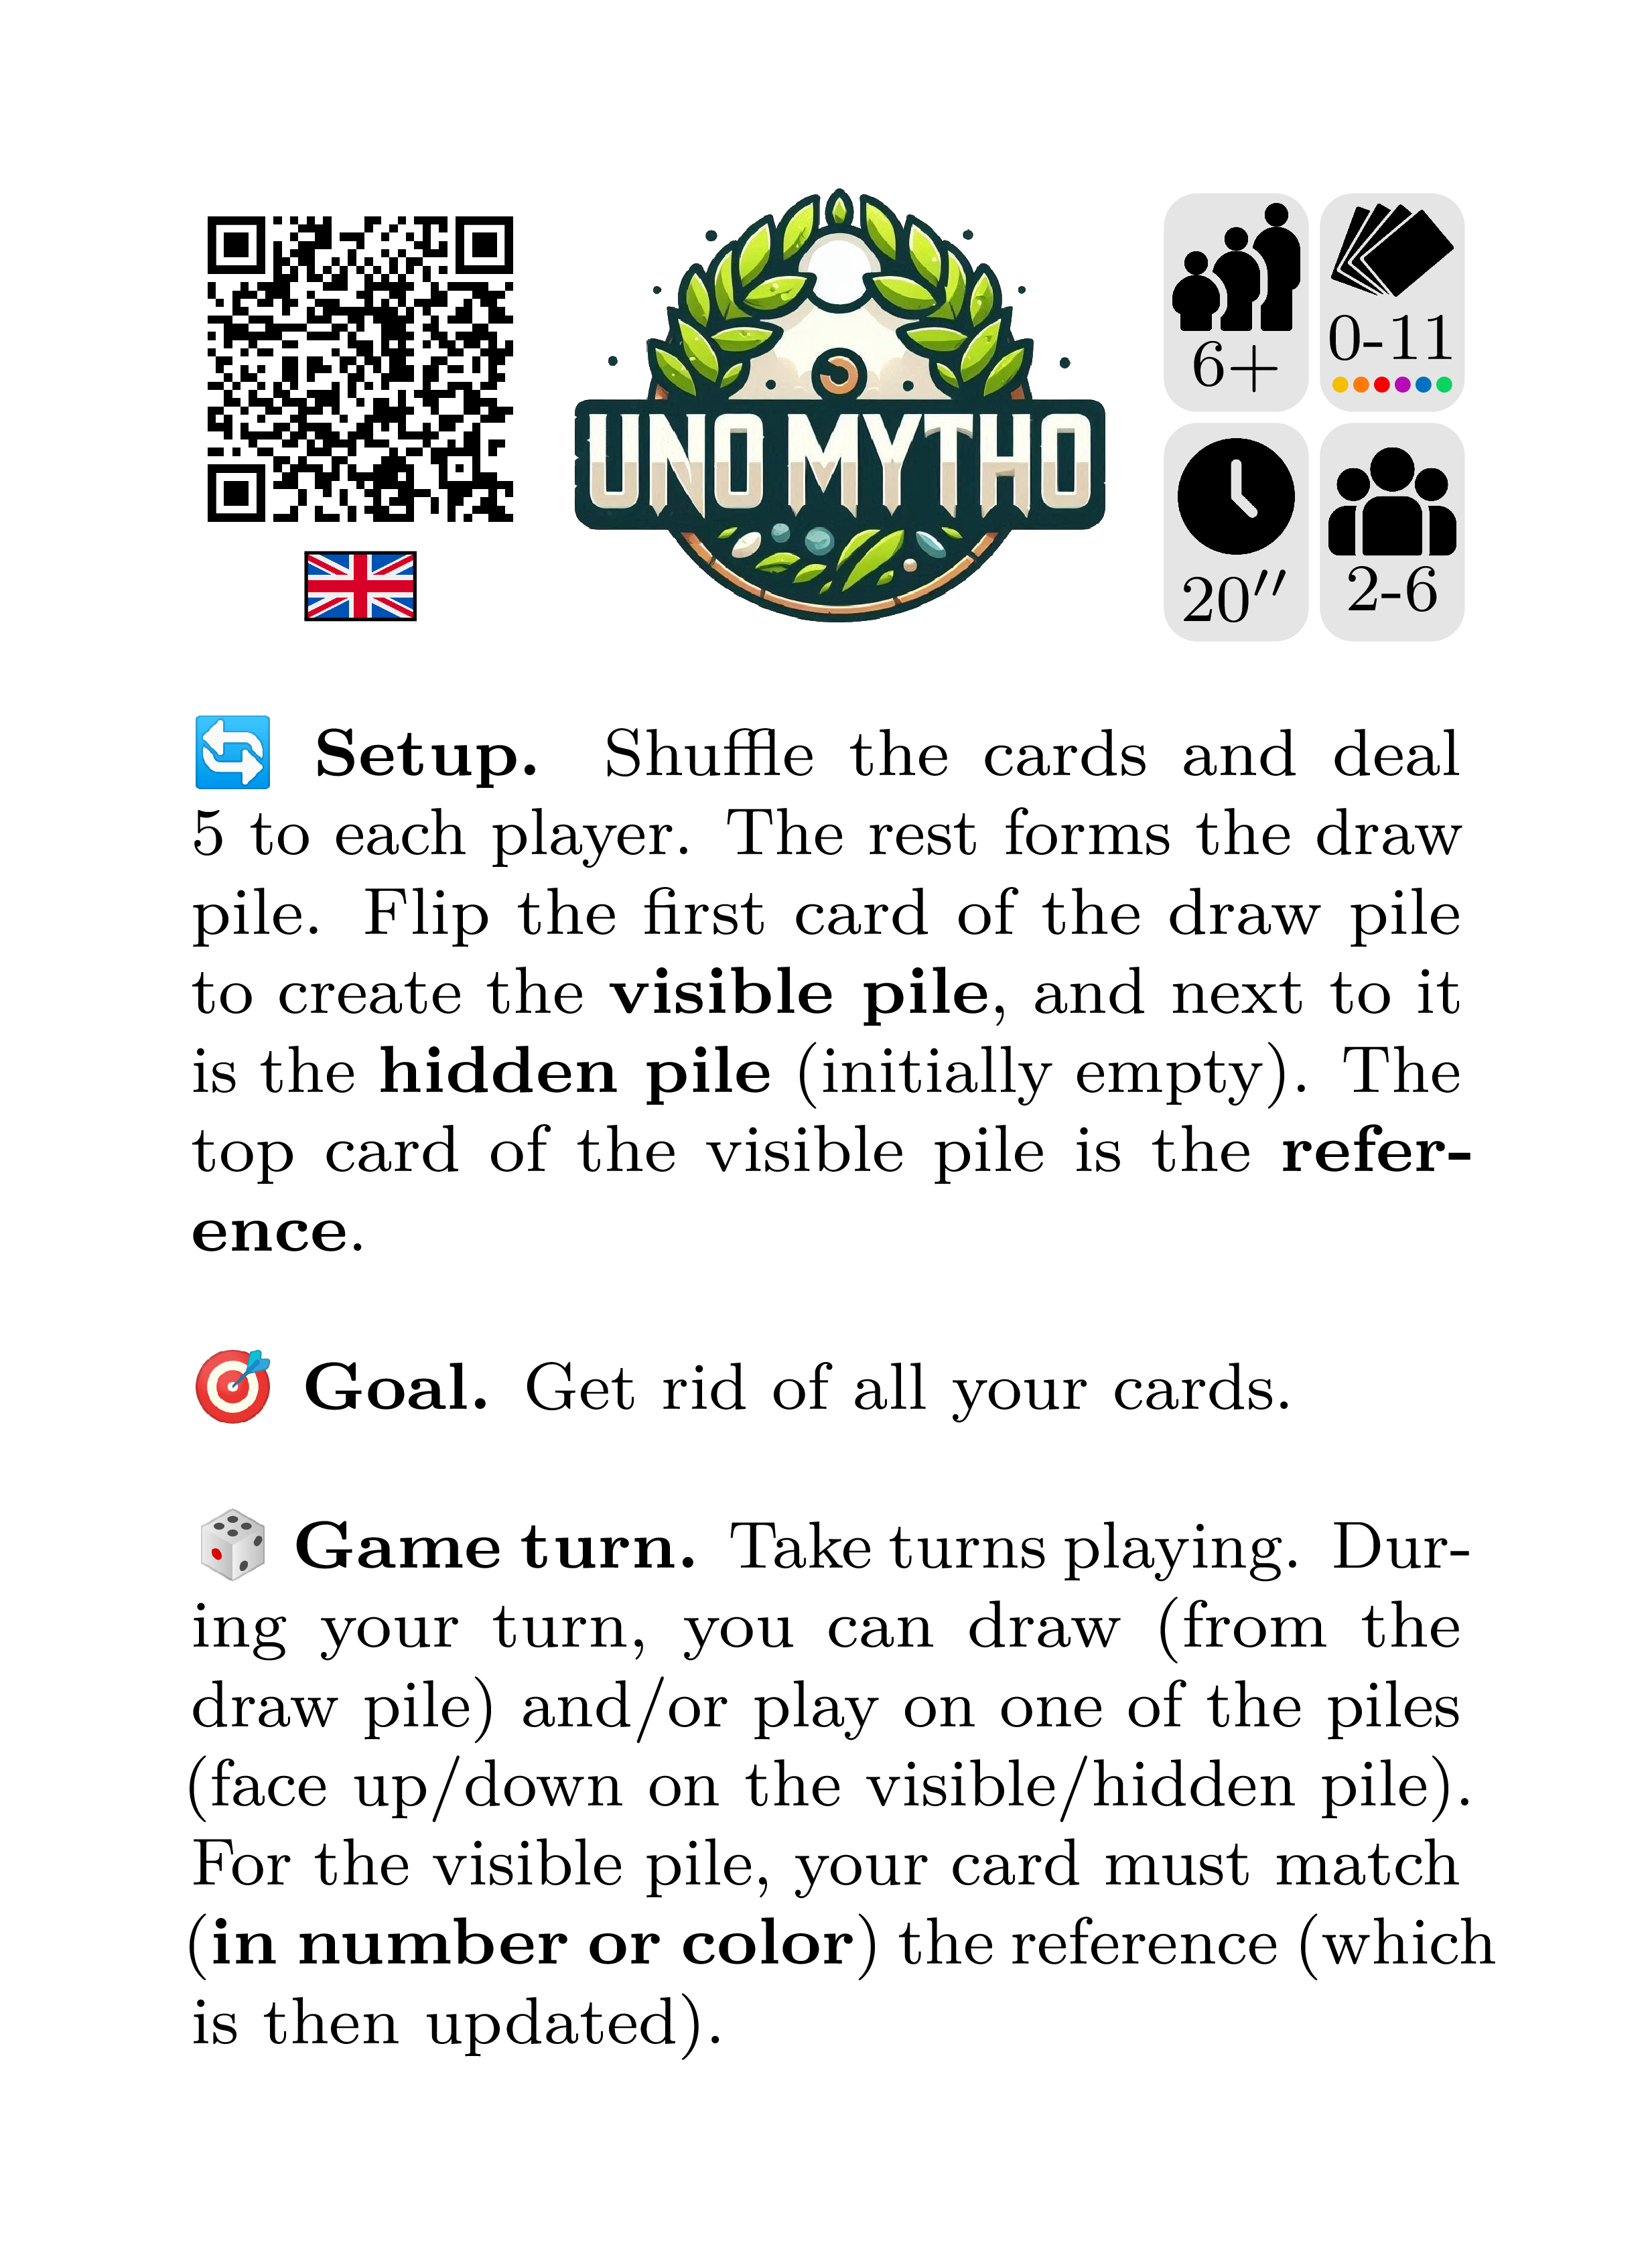 UNO MYTHO
6+
0-11
20′′
2-6
Setup. Shuffle the cards and deal
5 to each player. The rest forms the draw
pile. Flip the first card of the draw pile
to create the visible pile, and next to it
is the hidden pile (initially empty). The
top card of the visible pile is the refer-
ence.
Goal. Get rid of all your cards.
Game turn. Take turns playing. Dur-
ing your turn, you can draw (from the
draw pile) and/or play on one of the piles
(face up/down on the visible/hidden pile).
For the visible pile, your card must match
(in number or color) the reference (which
is then updated).